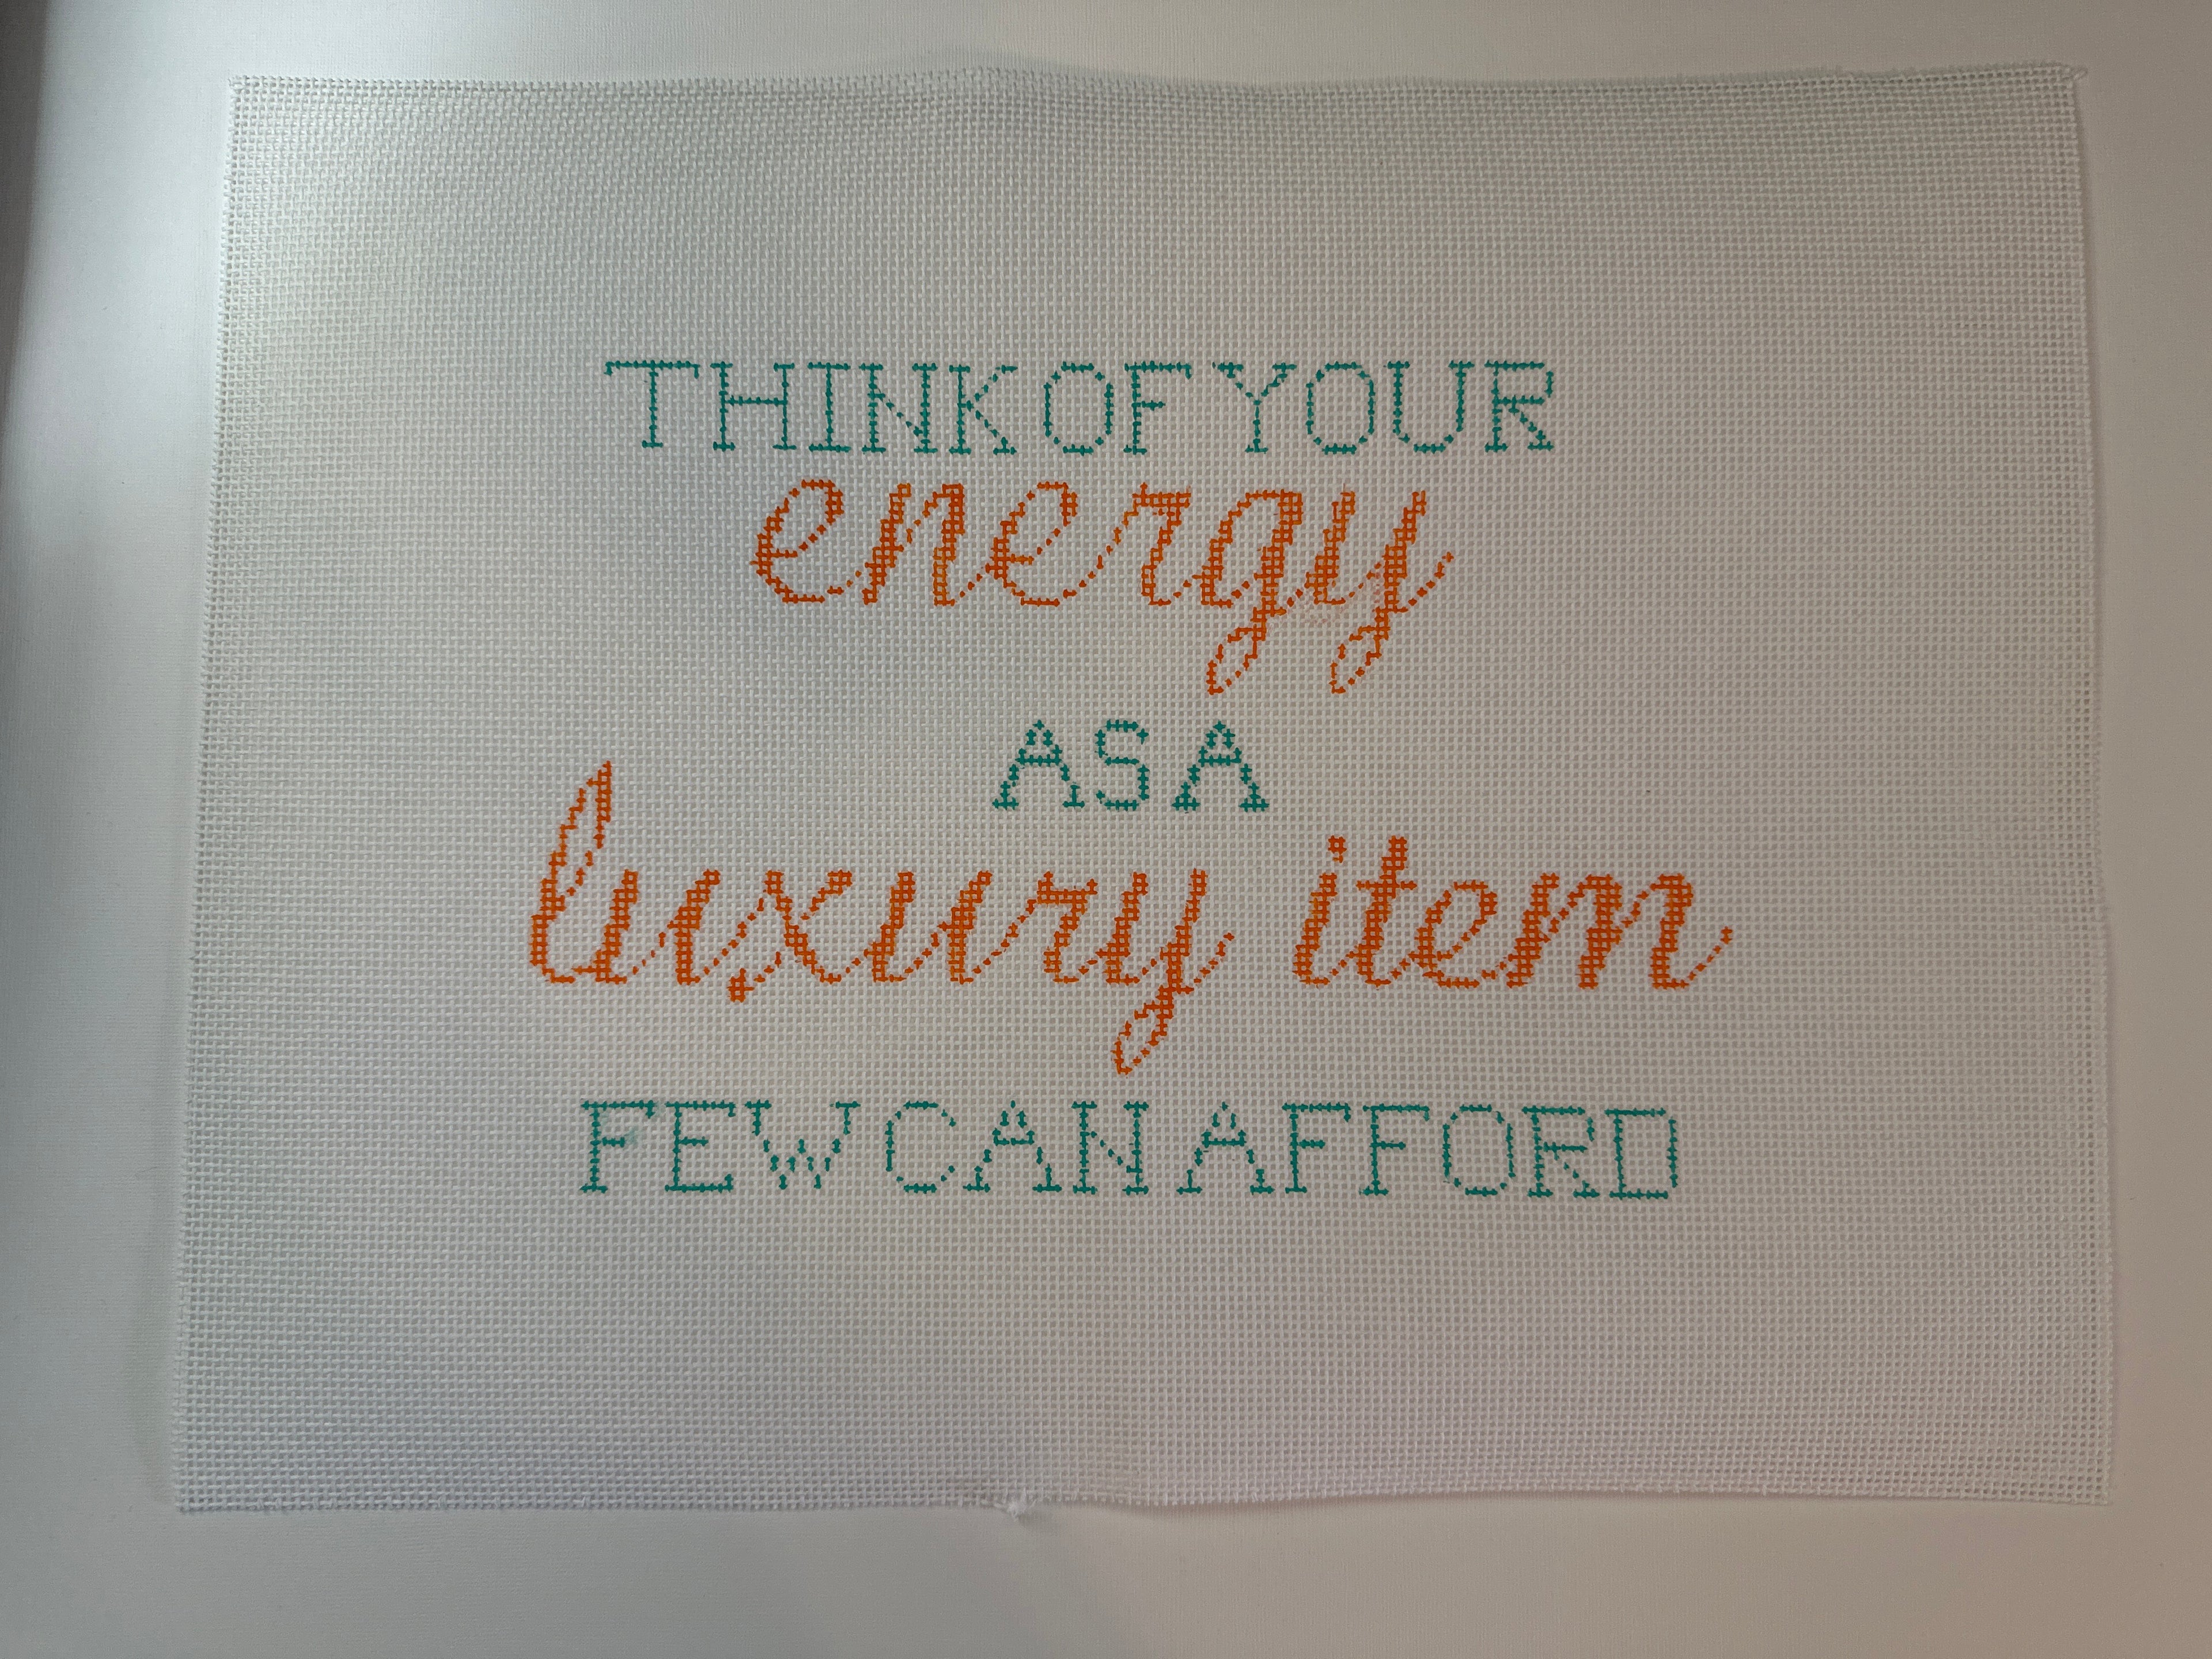 THINK OF YOUR
energy
AS A
luxury item
FEW CAN AFFORD